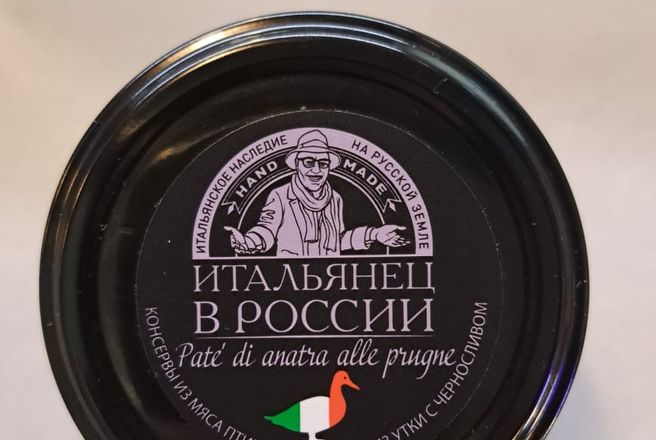 ИТАЛЬЯНСКОЕ НАСЛЕДИЕ
НА РУССКОЙ ЗЕМЛЕ
HAND MADE
ИТАЛЬЯНЕЦ
В РОССИИ
Paté di anatra alle prugne
КОНСЕРВЫ ИЗ МЯСА
ИЗ УТКИ С ЧЕРНОСЛИВОМ